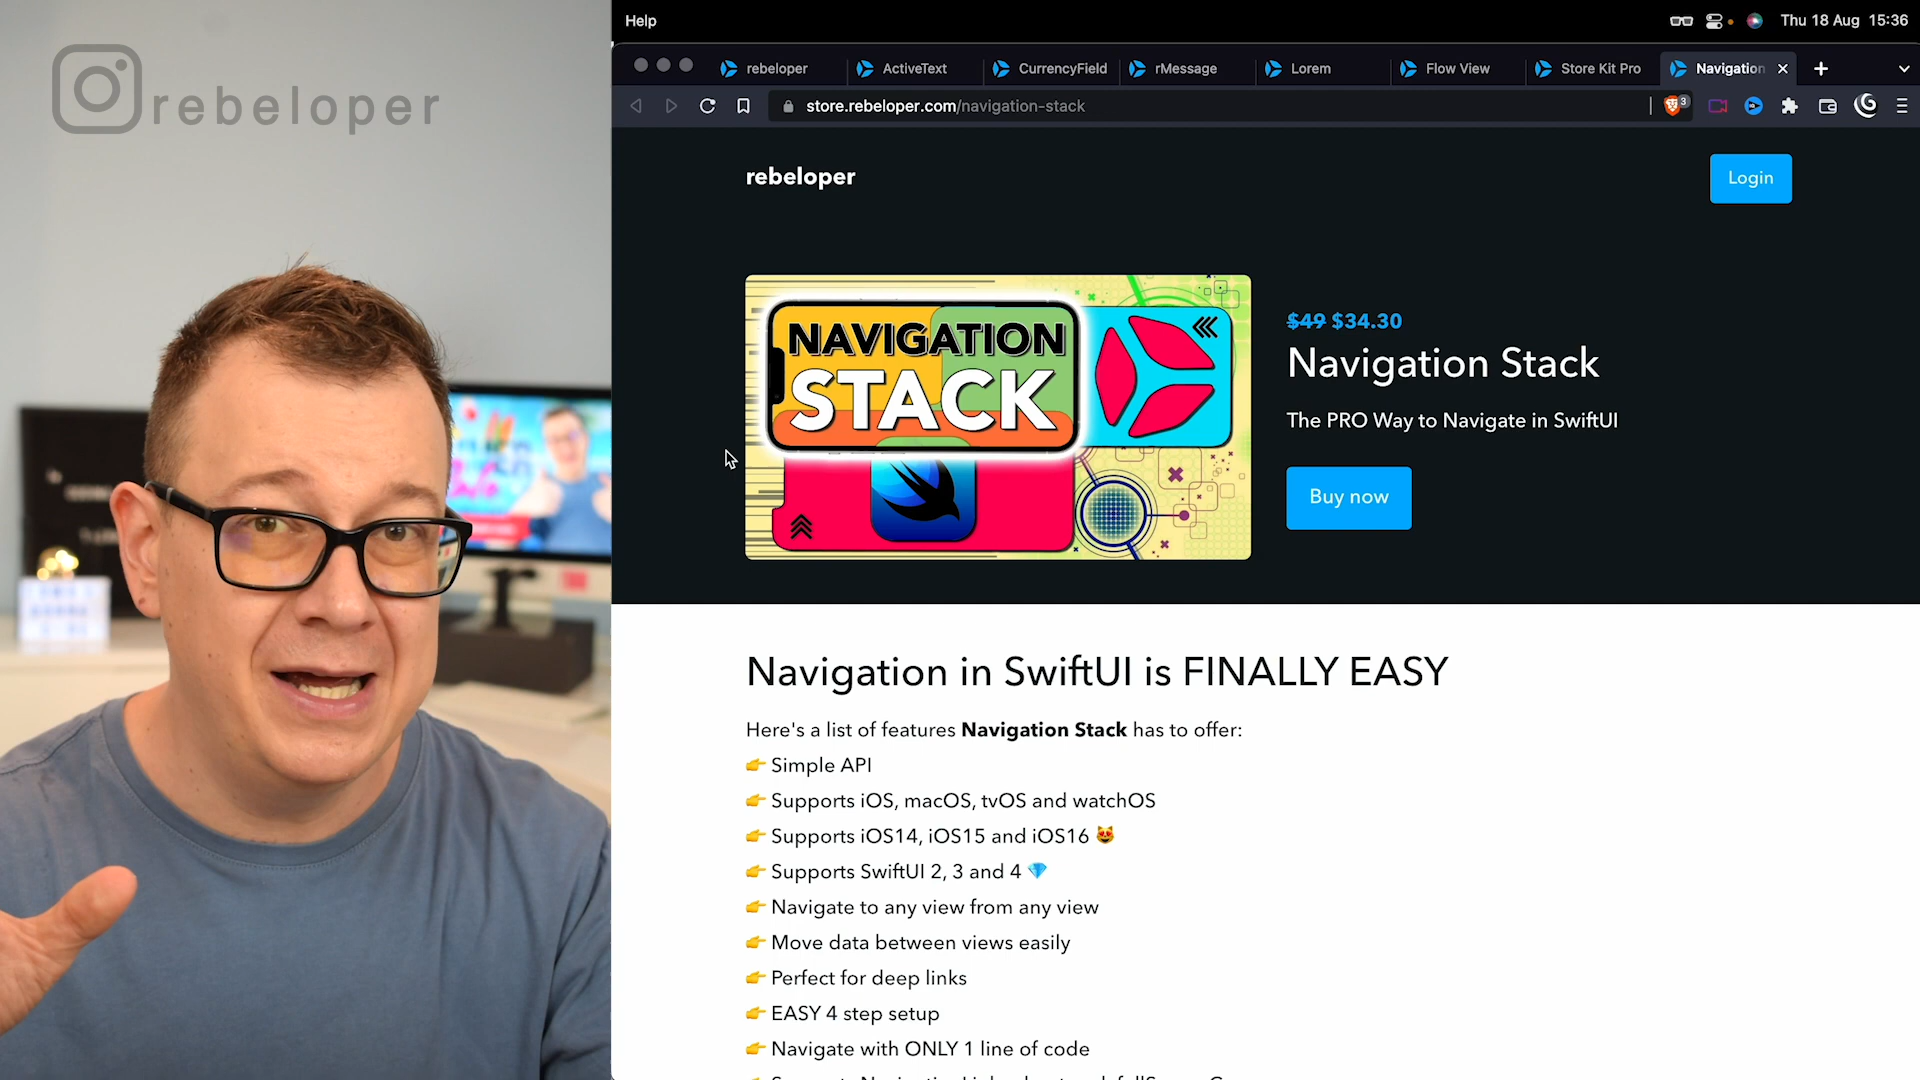 rebeloper
Help
Thu 18 Aug 15:36
rebeloper
ActiveText
CurrencyField
rMessage
Lorem
Flow View
Store Kit Pro
Navigation
store.rebeloper.com/navigation-stack
3
rebeloper
Login
NAVIGATION
STACK
$49 $34.30
Navigation Stack
The PRO Way to Navigate in SwiftUI
Buy now
Navigation in SwiftUI is FINALLY EASY
Here's a list of features Navigation Stack has to offer:
👉 Simple API
👉 Supports iOS, macOS, tvOS and watchOS
👉 Supports iOS14, iOS15 and iOS16 😻
👉 Supports SwiftUI 2, 3 and 4 💎
👉 Navigate to any view from any view
👉 Move data between views easily
👉 Perfect for deep links
👉 EASY 4 step setup
👉 Navigate with ONLY 1 line of code